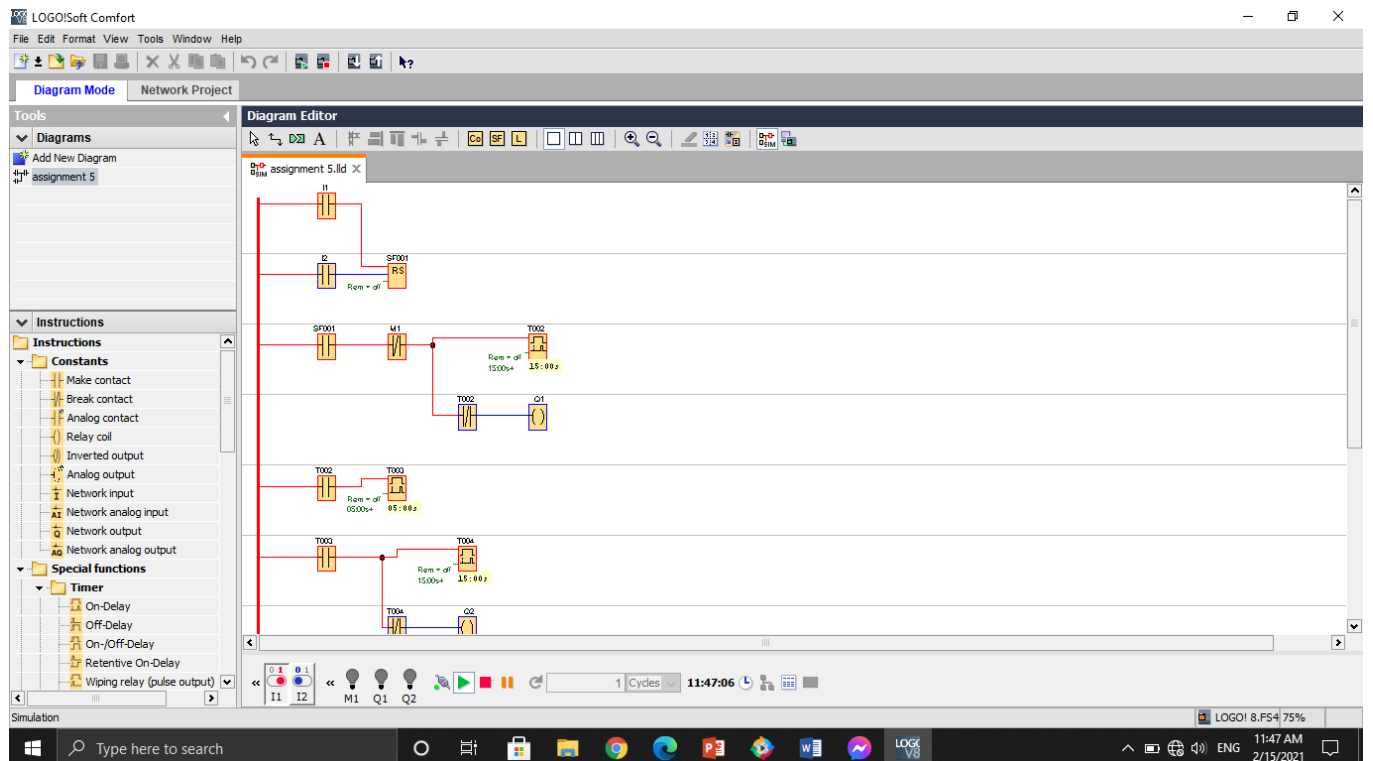 LOGO!Soft Comfort
File Edit Format View Tools Window Help
Diagram Mode Network Project
Tools
Diagram Editor
Diagrams
Add New Diagram
assignment 5
A
Co SF L
assignment 5.lld
Instructions
Instructions
Constants
Make contact
Break contact
Analog contact
Relay coil
Inverted output
Analog output
Network input
Network analog input
Network output
Network analog output
Special functions
Timer
On-Delay
Off-Delay
On-/Off-Delay
Retentive On-Delay
Wiping relay (pulse output)
I1
I2 SF001
RS
Rem = off
SF001 M1 T002
Rem = off
15:00s+ 15:00s
T002 Q1
T002 T003
Rem = off
05:00s+ 05:00s
T003 T004
Rem = off
15:00s+ 15:00s
T004 Q2
0 1 0 1
I1 I2 M1 Q1 Q2
1 Cycles 11:47:06
Simulation
LOGO! 8.FS4 75%
Type here to search
LOGO V8
ENG
11:47 AM
2/15/2021